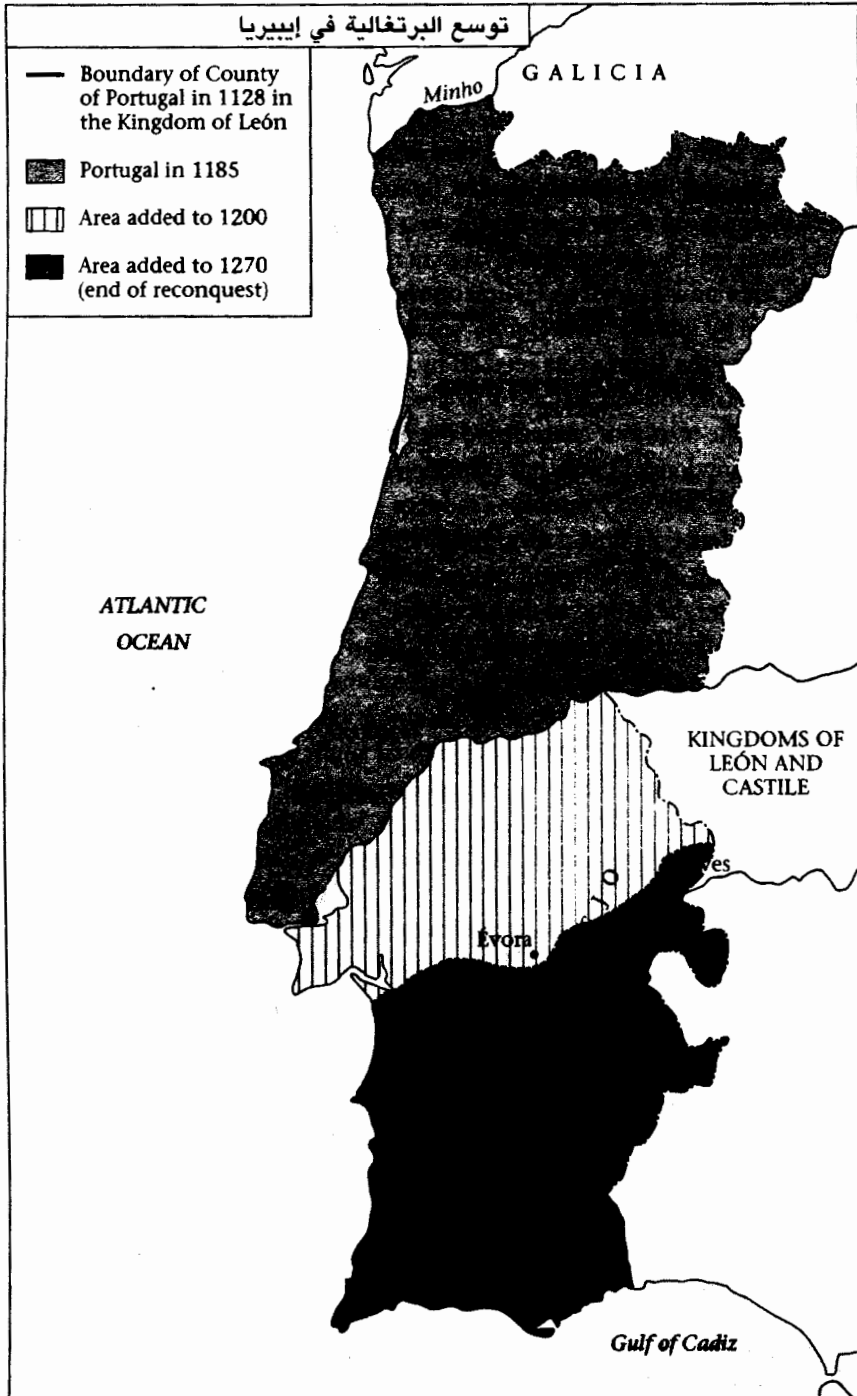 توسع البرتغالية في إيبيريا
Boundary of County
of Portugal in 1128 in
the Kingdom of León
Portugal in 1185
Area added to 1200
Area added to 1270
(end of reconquest)
GALICIA
Minho
ATLANTIC
OCEAN
KINGDOMS OF
LEÓN AND
CASTILE
Évora
Gulf of Cadiz